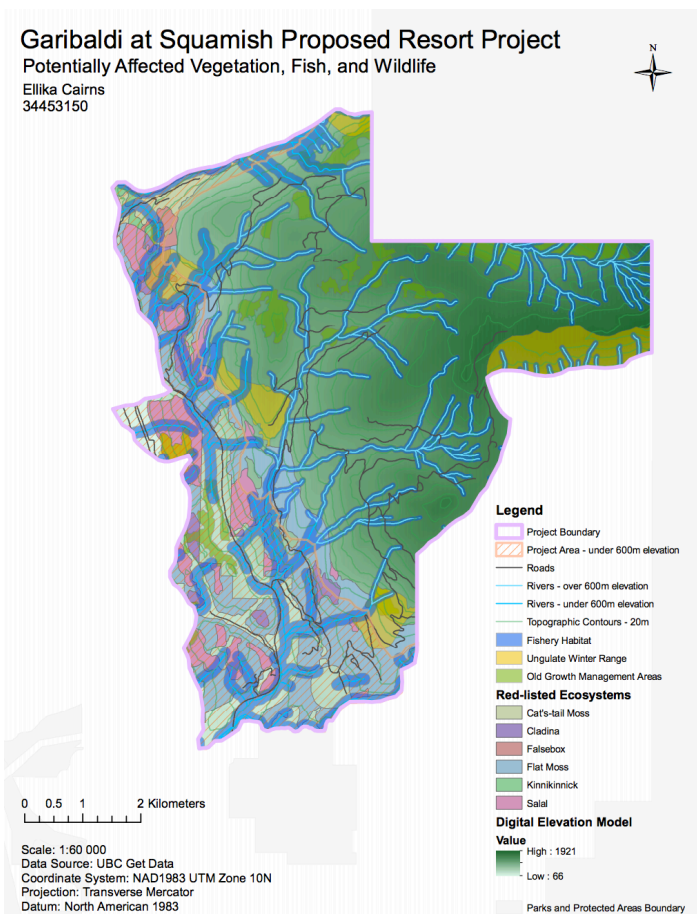 Garibaldi at Squamish Proposed Resort Project
Potentially Affected Vegetation, Fish, and Wildlife
Ellika Cairns
34453150
N
Legend
Project Boundary
Project Area - under 600m elevation
Roads
Rivers - over 600m elevation
Rivers - under 600m elevation
Topographic Contours - 20m
Fishery Habitat
Ungulate Winter Range
Old Growth Management Areas
Red-listed Ecosystems
Cat's-tail Moss
Cladina
Falsebox
Flat Moss
Kinnikinnick
Salal
Digital Elevation Model
Value
High : 1921
Low : 66
Parks and Protected Areas Boundary
0 0.5 1 2 Kilometers
Scale: 1:60 000
Data Source: UBC Get Data
Coordinate System: NAD1983 UTM Zone 10N
Projection: Transverse Mercator
Datum: North American 1983